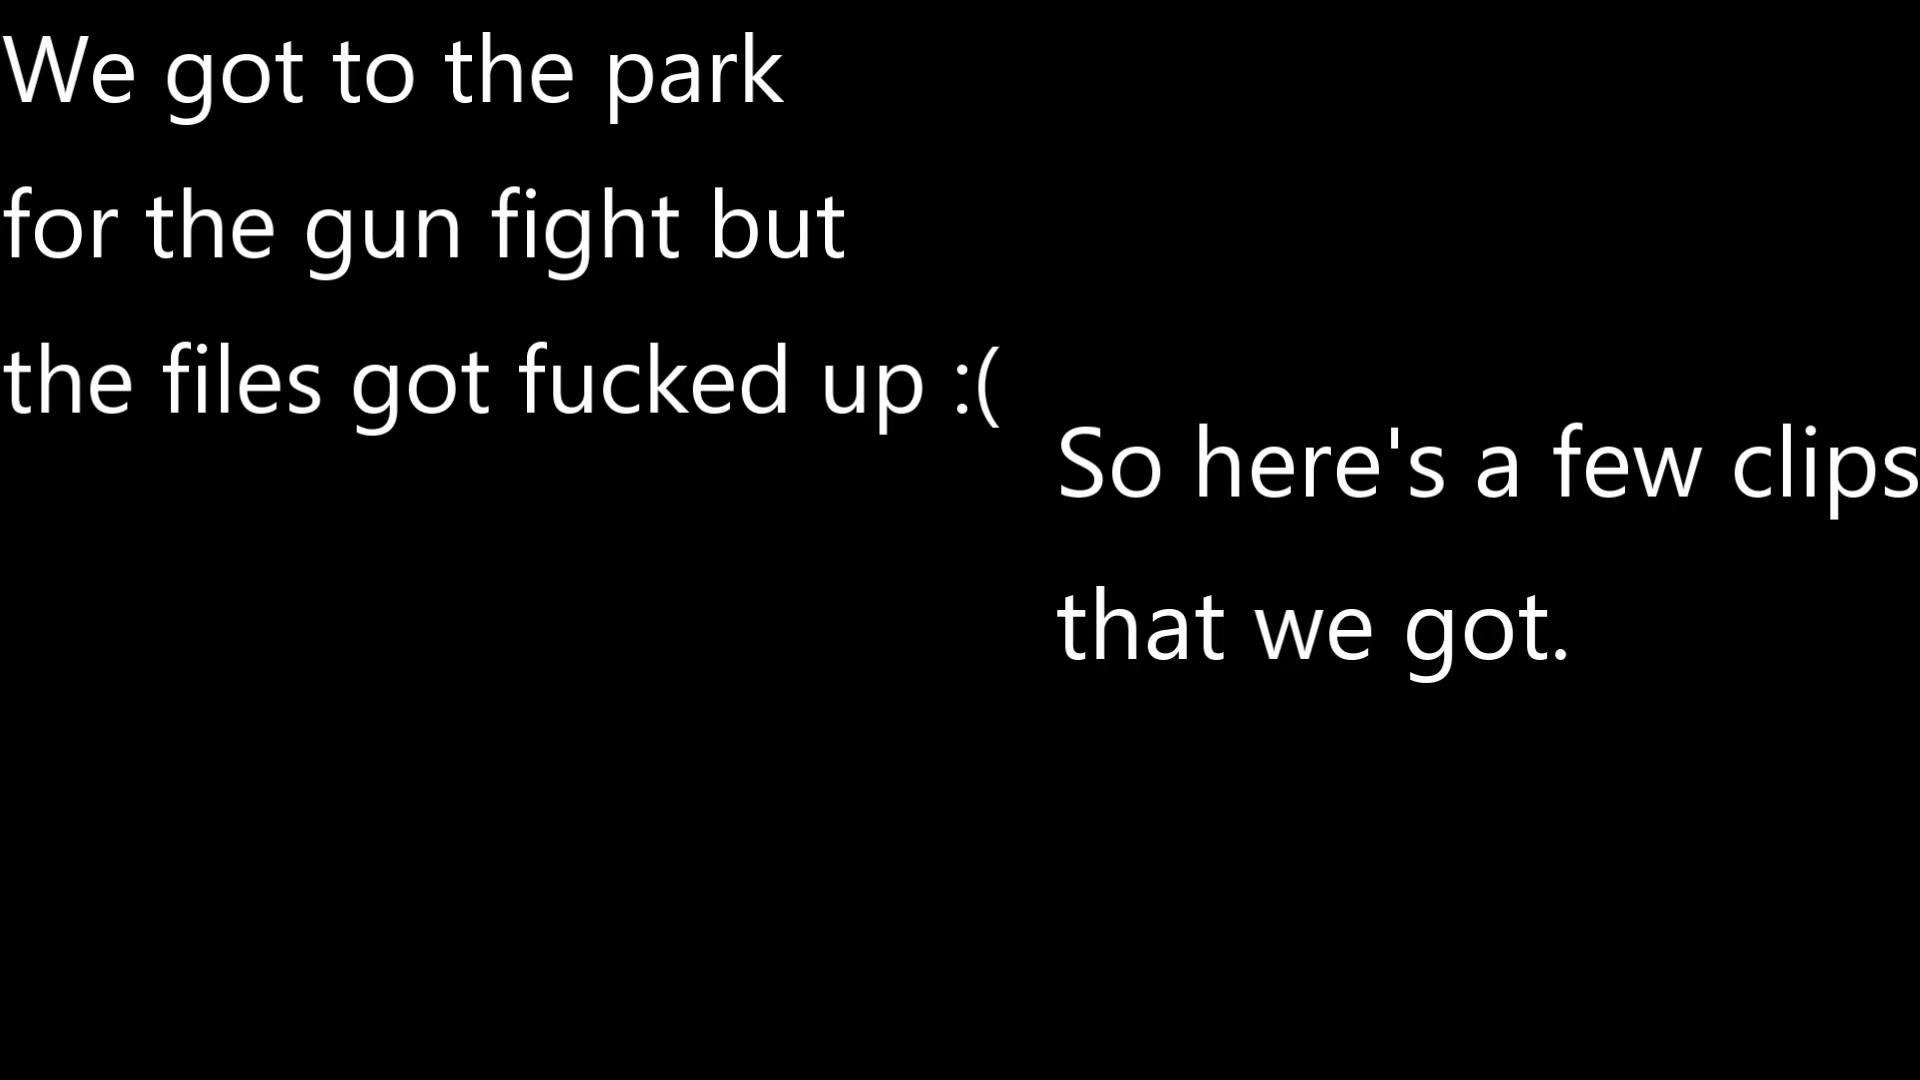 We got to the park
for the gun fight but
the files got fucked up :(
So here's a few clips
that we got.